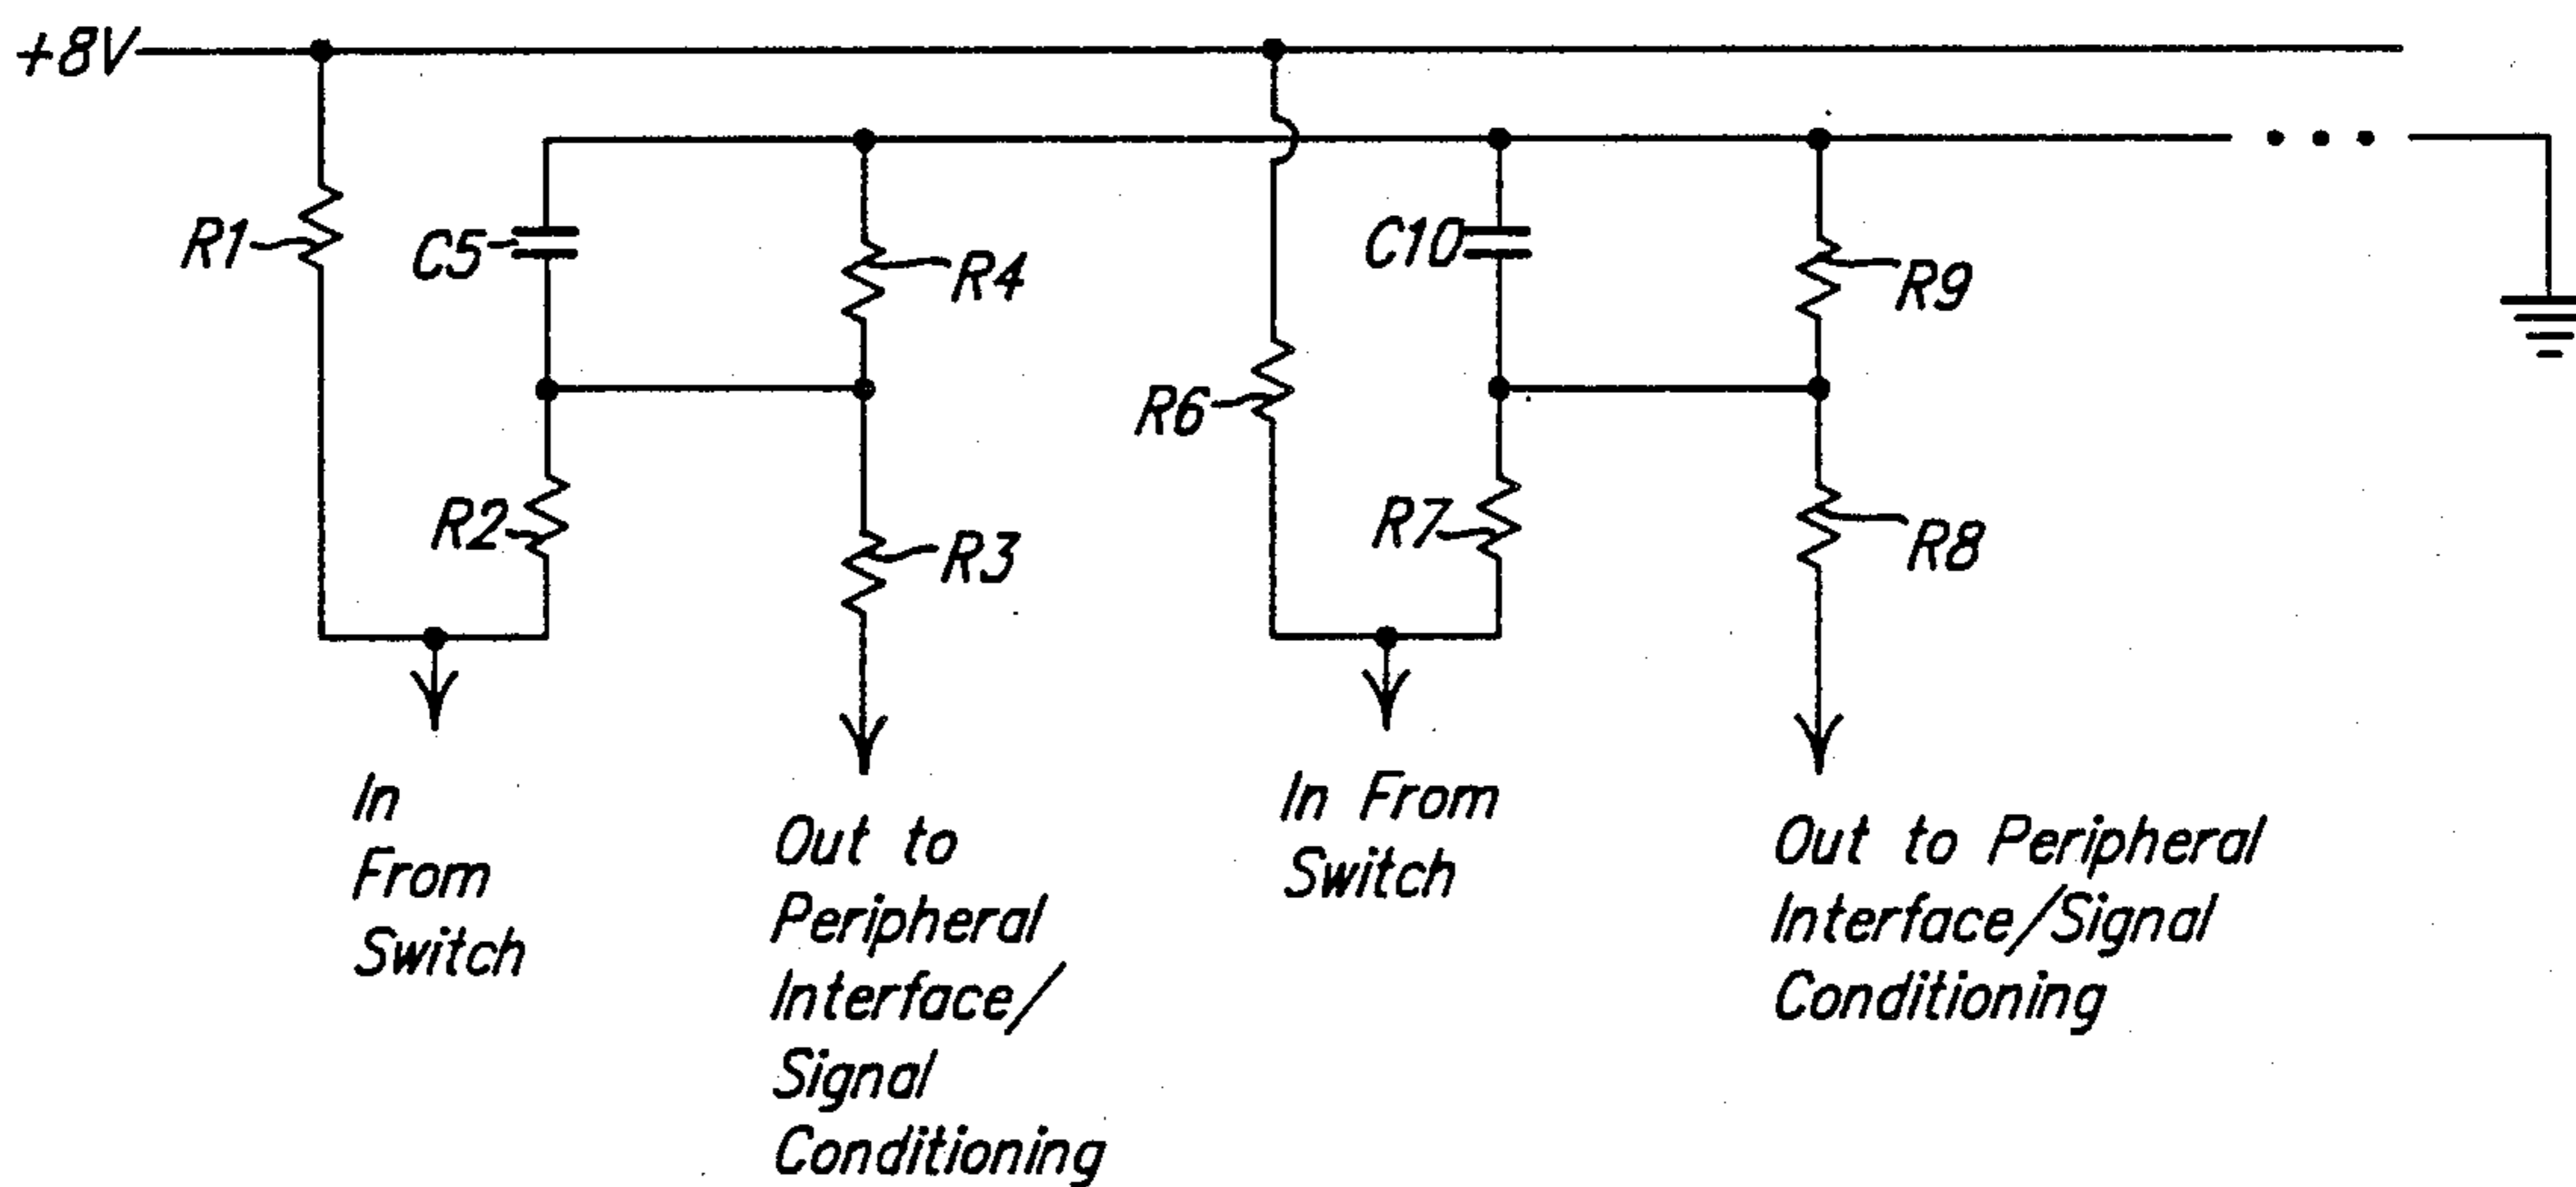 +8V
R1
C5
R4
R2
R3
R6
C10
R9
R7
R8
In
From
Switch
Out to
Peripheral
Interface/
Signal
Conditioning
In From
Switch
Out to Peripheral
Interface/Signal
Conditioning